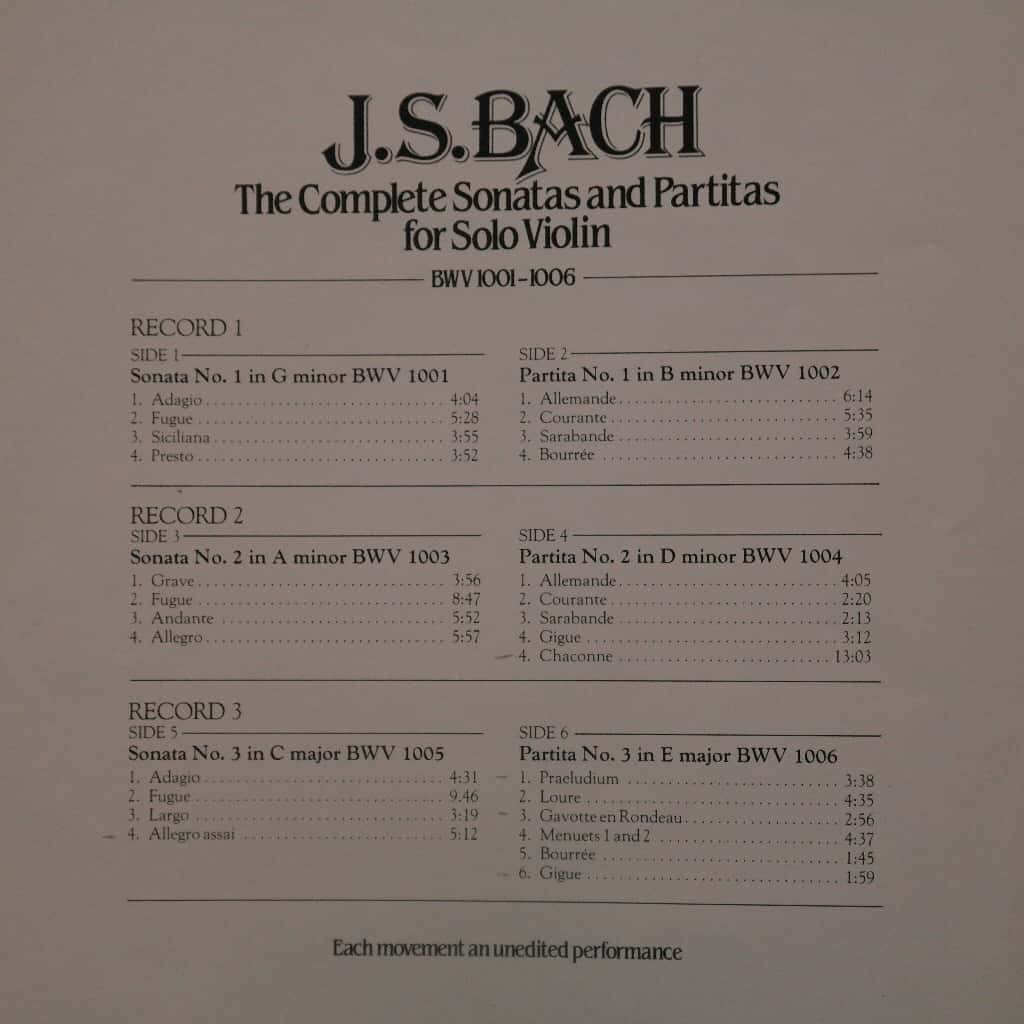 J.S.BACH
The Complete Sonatas and Partitas
for Solo Violin
BWV 1001-1006
RECORD 1
SIDE 1
Sonata No. 1 in G minor BWV 1001
1. Adagio 4:04
2. Fugue 5:28
3. Siciliana 3:55
4. Presto 3:52
SIDE 2
Partita No. 1 in B minor BWV 1002
1. Allemande 6:14
2. Courante 5:35
3. Sarabande 3:59
4. Bourrée 4:38
RECORD 2
SIDE 3
Sonata No. 2 in A minor BWV 1003
1. Grave 3:56
2. Fugue 8:47
3. Andante 5:52
4. Allegro 5:57
SIDE 4
Partita No. 2 in D minor BWV 1004
1. Allemande 4:05
2. Courante 2:20
3. Sarabande 2:13
4. Gigue 3:12
4. Chaconne 13:03
RECORD 3
SIDE 5
Sonata No. 3 in C major BWV 1005
1. Adagio 4:31
2. Fugue 9.46
3. Largo 3:19
4. Allegro assai 5:12
SIDE 6
Partita No. 3 in E major BWV 1006
1. Praeludium 3:38
2. Loure 4:35
3. Gavotte en Rondeau 2:56
4. Menuets 1 and 2 4:37
5. Bourrée 1:45
6. Gigue 1:59
Each movement an unedited performance